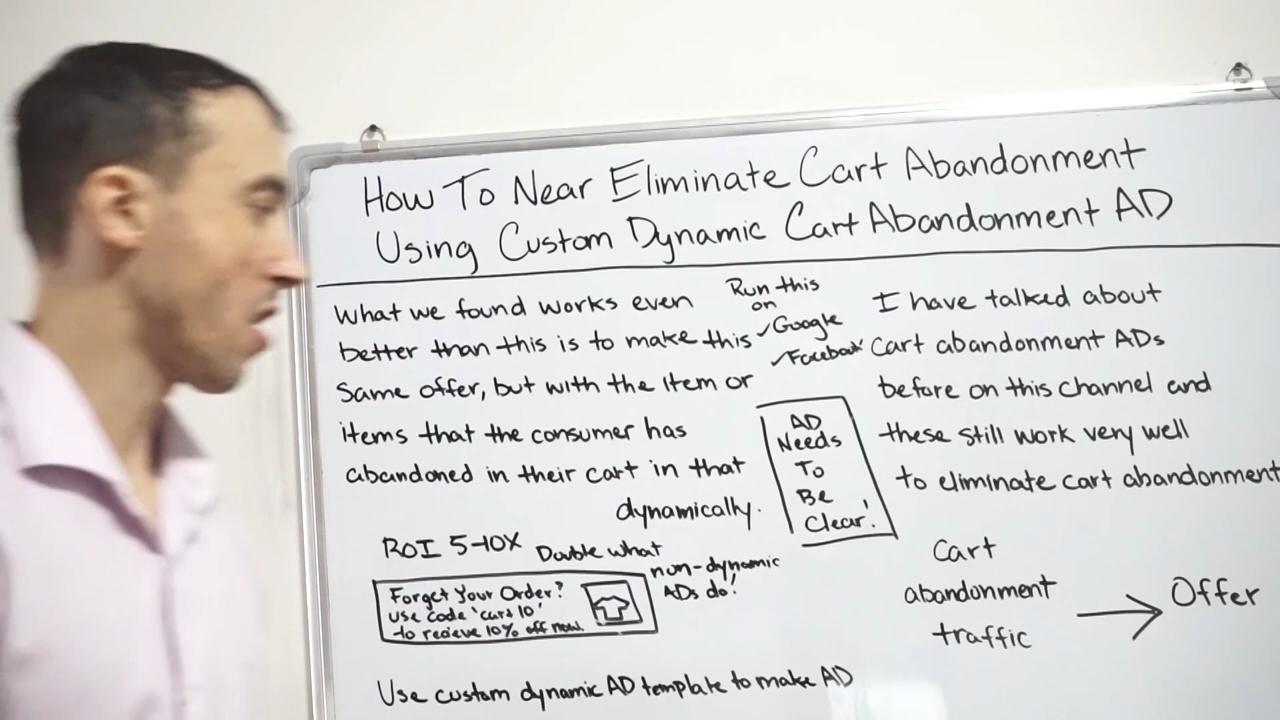 How To Near Eliminate Cart Abandonment
Using Custom Dynamic Cart Abandonment AD
What we found works even
better than this is to make this
Same offer, but with the item or
items that the consumer has
abandoned in their cart in that
dynamically.
Run this
on
✓Google
✓Facebook
AD
Needs
To
Be
Clear!
I have talked about
Cart abandonment ADs
before on this channel and
these still work very well
to eliminate cart abandonment
Cart
abandonment
traffic
→ Offer
ROI 5-10X
Double what
non-dynamic
ADs do!
Forget Your Order?
Use code 'cart 10'
to recieve 10% off now.
Use custom dynamic AD template to make AD